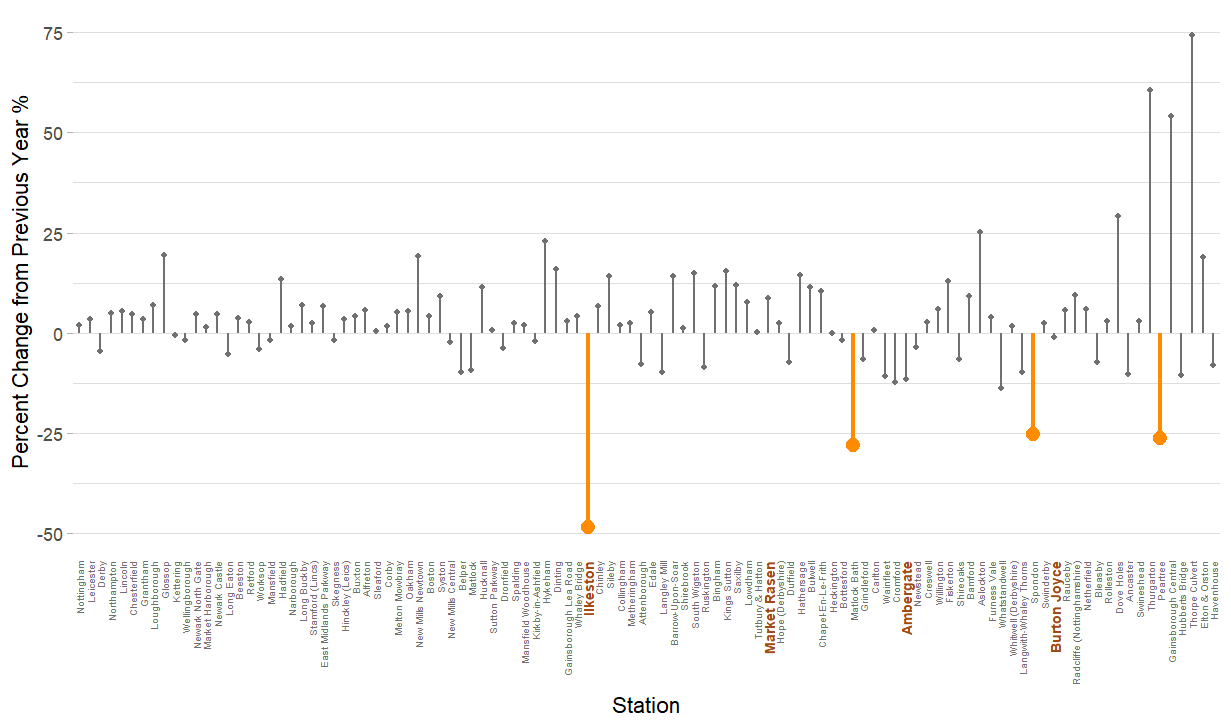 Percent Change from Previous Year %
75
50
25
0
-25
-50
Nottingham
Leicester
Derby
Northampton
Lincoln
Chesterfield
Grantham
Loughborough
Glossop
Kettering
Wellingborough
Newark North Gate
Market Harborough
Newark Castle
Long Eaton
Beeston
Retford
Worksop
Mansfield
Hadfield
Narborough
Long Buckby
Stamford (Lincs)
East Midlands Parkway
Skegness
Hinckley (Leics)
Buxton
Alfreton
Sleaford
Corby
Melton Mowbray
Oakham
New Mills Newtown
Boston
Syston
New Mills Central
Belper
Matlock
Hucknall
Sutton Parkway
Dronfield
Spalding
Mansfield Woodhouse
Kirkby-in-Ashfield
Hykeham
Dinting
Gainsborough Lea Road
Whaley Bridge
Ilkeston
Chinley
Sileby
Collingham
Metheringham
Attenborough
Edale
Langley Mill
Barrow-Upon-Soar
Shirebrook
South Wigston
Ruskington
Bingham
Kings Sutton
Saxilby
Lowdham
Tutbury & Hatton
Market Rasen
Hope (Derbyshire)
Duffield
Hathersage
Bulwell
Chapel-En-Le-Frith
Heckington
Bottesford
Matlock Bath
Grindleford
Carlton
Wainfleet
Cromford
Ambergate
Newstead
Creswell
Willington
Fiskerton
Shireoaks
Bamford
Aslockton
Furness Vale
Whatstandwell
Whitwell (Derbyshire)
Langwith-Whaley Thorns
Spondon
Swinderby
Burton Joyce
Rauceby
Radcliffe (Nottinghamshire)
Netherfield
Bleasby
Rolleston
Dove Holes
Ancaster
Swineshead
Thurgarton
Peartree
Gainsborough Central
Hubberts Bridge
Thorpe Culvert
Elton & Orston
Havenhouse
Station